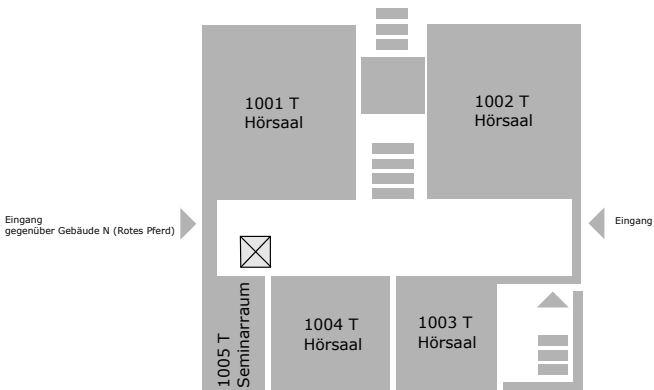 1001 T
Hörsaal
1002 T
Hörsaal
Eingang
gegenüber Gebäude N (Rotes Pferd)
Eingang
1005 T
Seminarraum
1004 T
Hörsaal
1003 T
Hörsaal